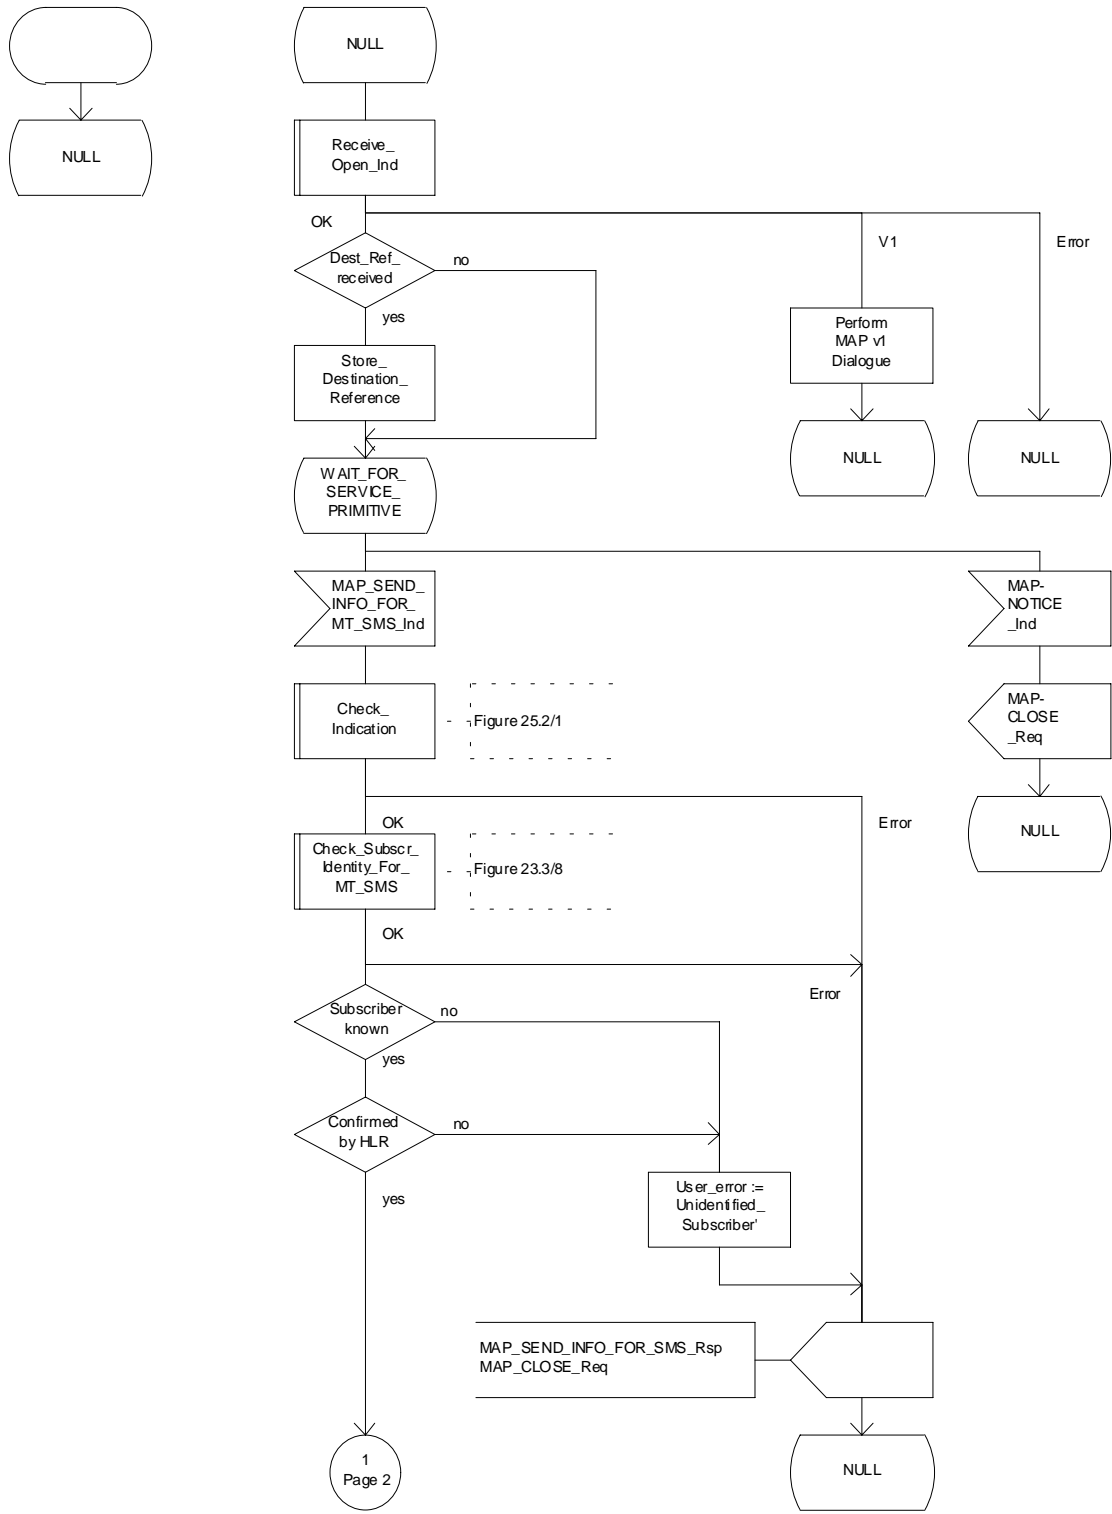 NULL
NULL
Receive_
Open_Ind
OK
V1
Error
Dest_Ref_
received
no
yes
Store_
Destination_
Reference
Perform
MAP v1
Dialogue
NULL
NULL
WAIT_FOR_
SERVICE_
PRIMITIVE
MAP_SEND_
INFO_FOR_
MT_SMS_Ind
MAP-
NOTICE
_Ind
Check_
Indication
Figure 25.2/1
MAP-
CLOSE
_Req
OK
Error
NULL
Check_Subscr_
Identity_For_
MT_SMS
Figure 23.3/8
OK
Error
Subscriber
known
no
yes
Confirmed
by HLR
no
yes
User_error :=
Unidentified_
Subscriber'
MAP_SEND_INFO_FOR_SMS_Rsp
MAP_CLOSE_Req
1
Page 2
NULL